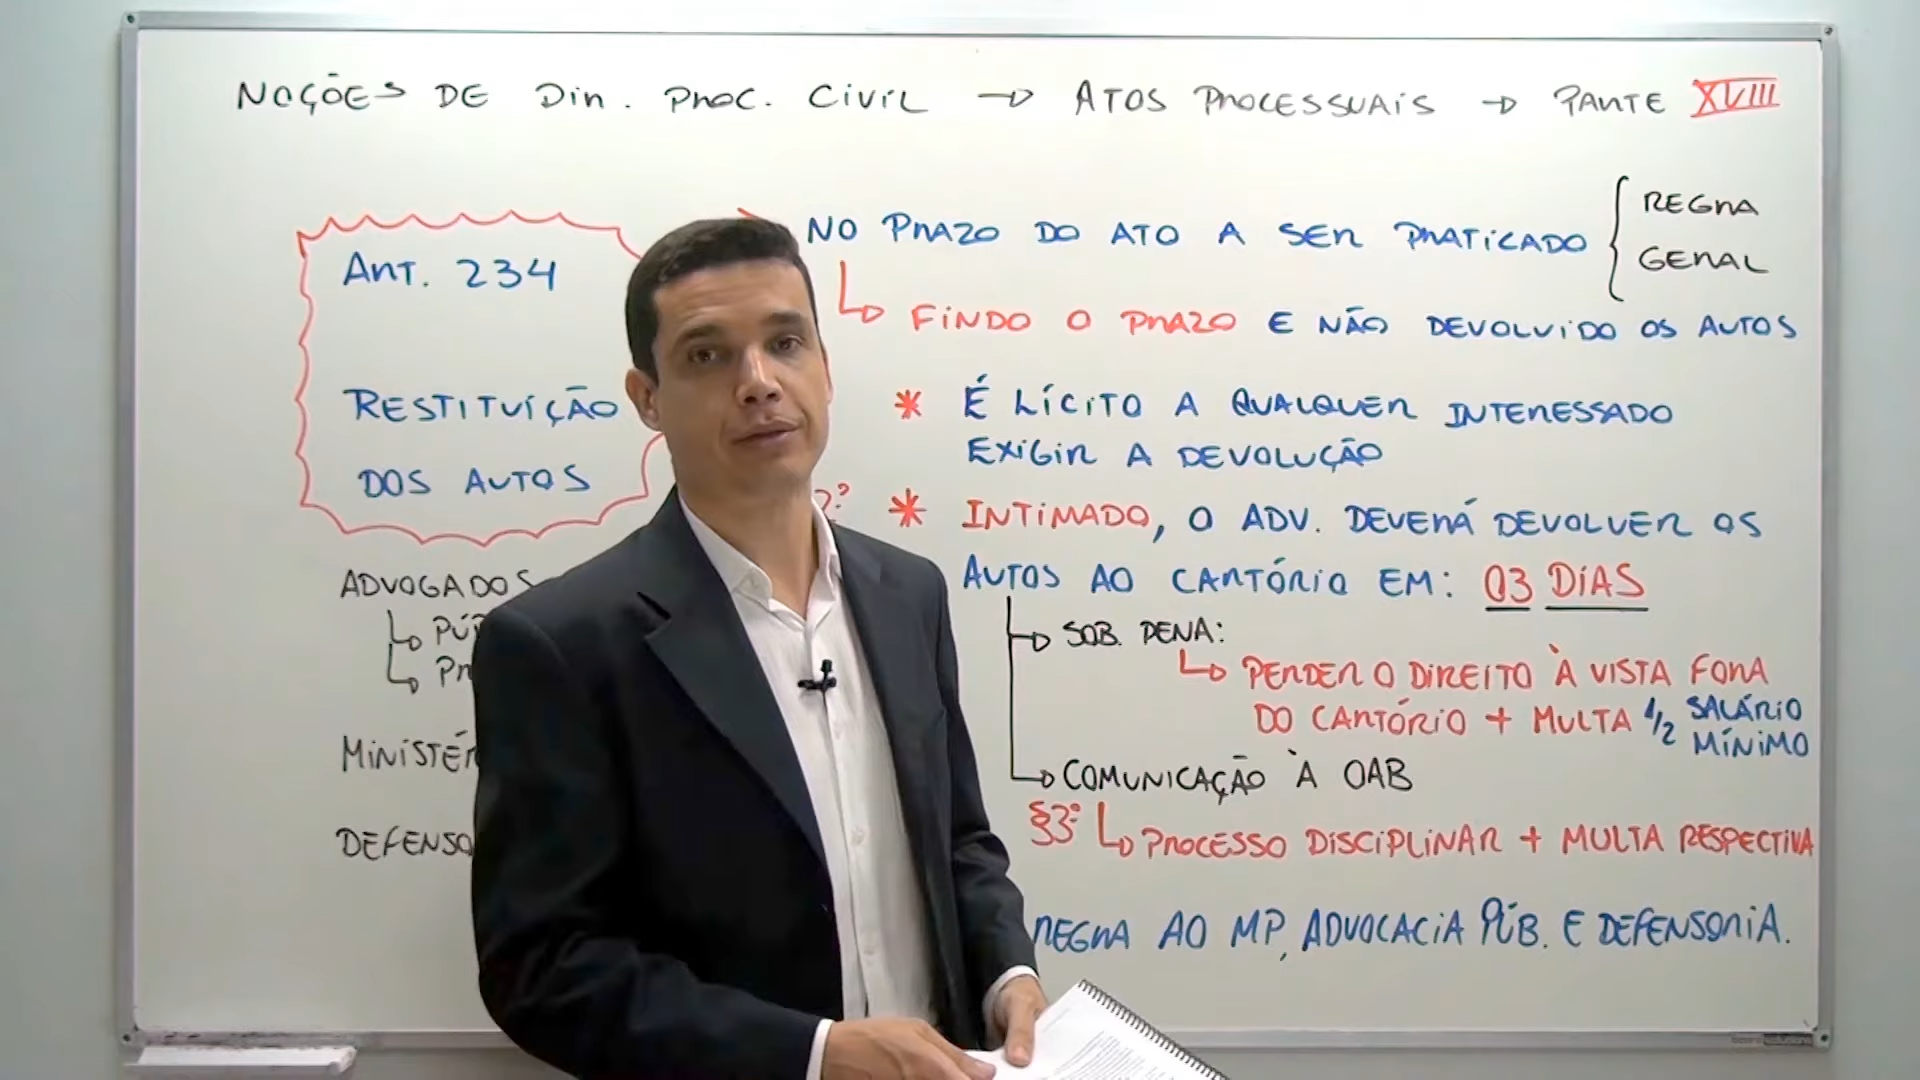 NOÇÕES DE DIR. PROC. CIVIL → ATOS PROCESSUAIS → PARTE XVIII
ART. 234
RESTITUIÇÃO
DOS AUTOS
ADVOGADOS
NO PRAZO DO ATO A SER PRATICADO
REGRA
GERAL
FINDO O PRAZO E NÃO DEVOLVIDO OS AUTOS
* É LÍCITO A QUALQUER INTERESSADO
EXIGIR A DEVOLUÇÃO
2º * INTIMADO, O ADV. DEVERÁ DEVOLVER OS
AUTOS AO CARTÓRIO EM: 03 DIAS
SOB. PENA:
PERDER O DIREITO À VISTA FORA
DO CARTÓRIO + MULTA 1/2 SALÁRIO
MÍNIMO
COMUNICAÇÃO À OAB
§3º PROCESSO DISCIPLINAR + MULTA RESPECTIVA
REGRA AO MP, ADVOCACIA PÚB. E DEFENSORIA.